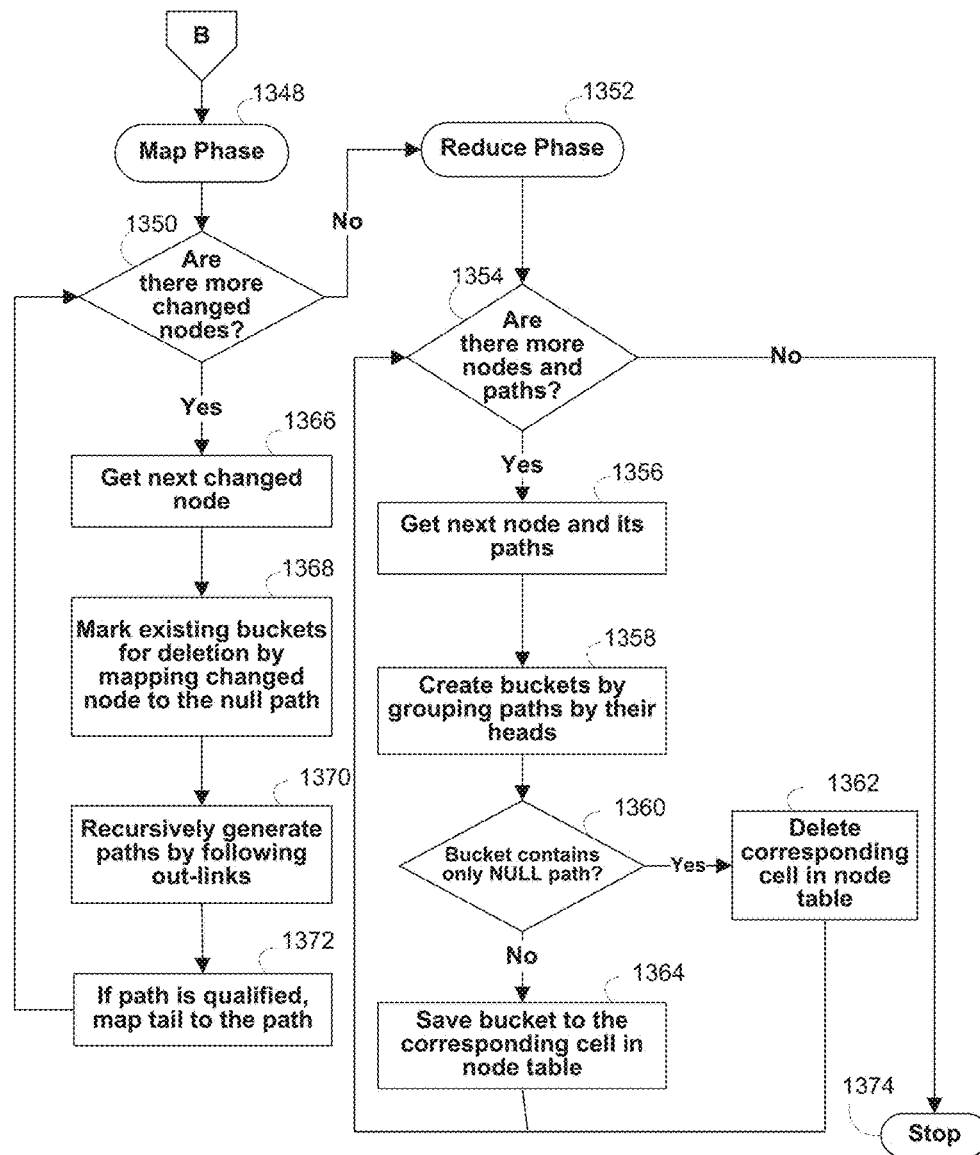 B
1348
Map Phase
1350
Are
there more
changed
nodes?
No
Yes
1366
Get next changed
node
1368
Mark existing buckets
for deletion by
mapping changed
node to the null path
1370
Recursively generate
paths by following
out-links
1372
If path is qualified,
map tail to the path
1352
Reduce Phase
1354
Are
there more
nodes and
paths?
No
Yes
1356
Get next node and its
paths
1358
Create buckets by
grouping paths by their
heads
1360
Bucket contains
only NULL path?
Yes
1362
Delete
corresponding
cell in node
table
No
1364
Save bucket to the
corresponding cell in
node table
1374
Stop